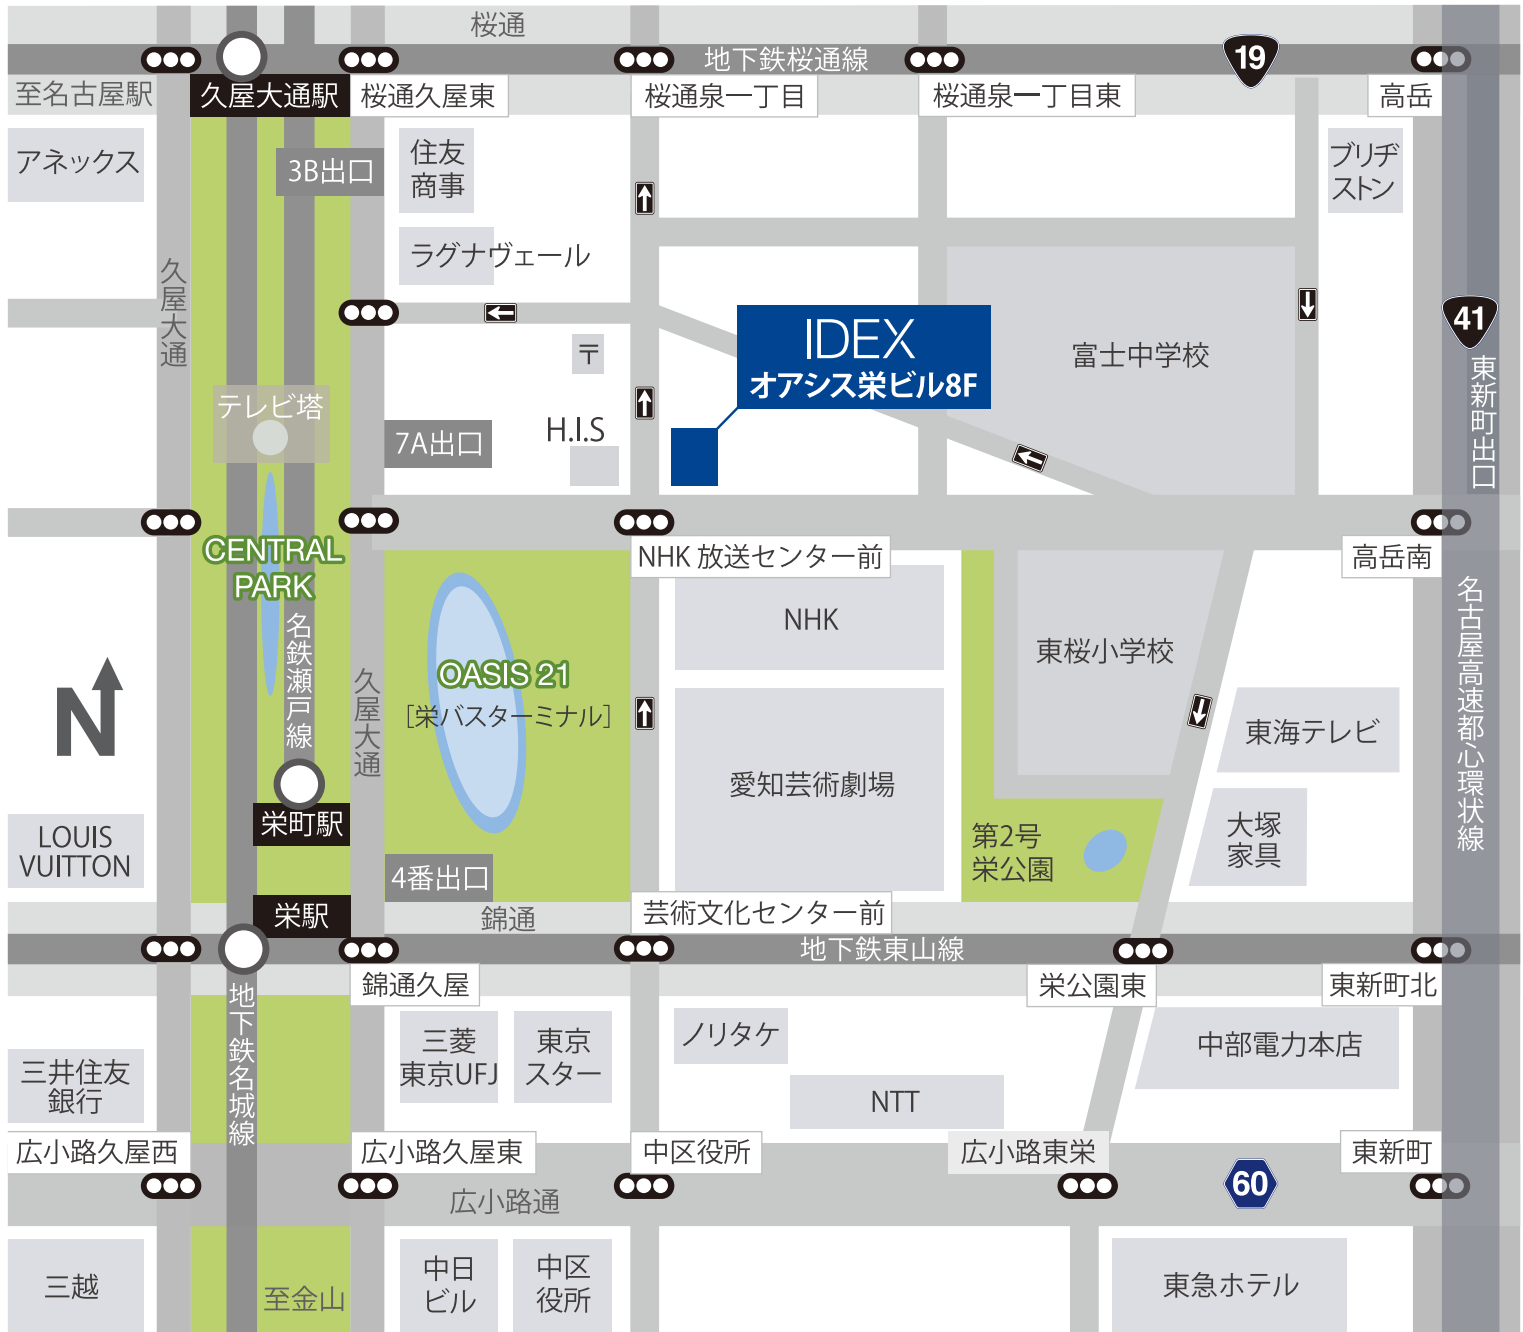 桜通
地下鉄桜通線
19
至名古屋駅
久屋大通駅
桜通久屋東
桜通泉一丁目
桜通泉一丁目東
高岳
アネックス
3B出口
住友
商事
ブリヂ
ストン
ラグナヴェール
久屋大通
IDEX
オアシス栄ビル8F
富士中学校
41
東新町出口
〒
テレビ塔
7A出口
H.I.S
CENTRAL
PARK
NHK 放送センター前
高岳南
NHK
名鉄瀬戸線
名古屋高速都心環状線
東桜小学校
N
久屋大通
OASIS 21
［栄バスターミナル］
東海テレビ
愛知芸術劇場
栄町駅
LOUIS
VUITTON
第2号
栄公園
大塚
家具
4番出口
栄駅
錦通
芸術文化センター前
地下鉄東山線
錦通久屋
栄公園東
東新町北
地下鉄名城線
三菱
東京UFJ
東京
スター
ノリタケ
中部電力本店
三井住友
銀行
NTT
広小路久屋西
広小路久屋東
中区役所
広小路東栄
東新町
広小路通
60
三越
至金山
中日
ビル
中区
役所
東急ホテル